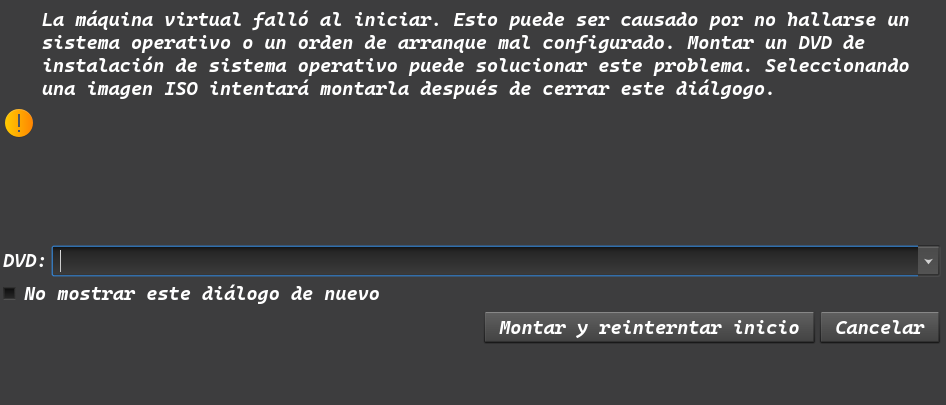 La máquina virtual falló al iniciar. Esto puede ser causado por no hallarse un
sistema operativo o un orden de arranque mal configurado. Montar un DVD de
instalación de sistema operativo puede solucionar este problema. Seleccionando
una imagen ISO intentará montarla después de cerrar este diálgogo.
DVD:
No mostrar este diálogo de nuevo
Montar y reinterntar inicio Cancelar